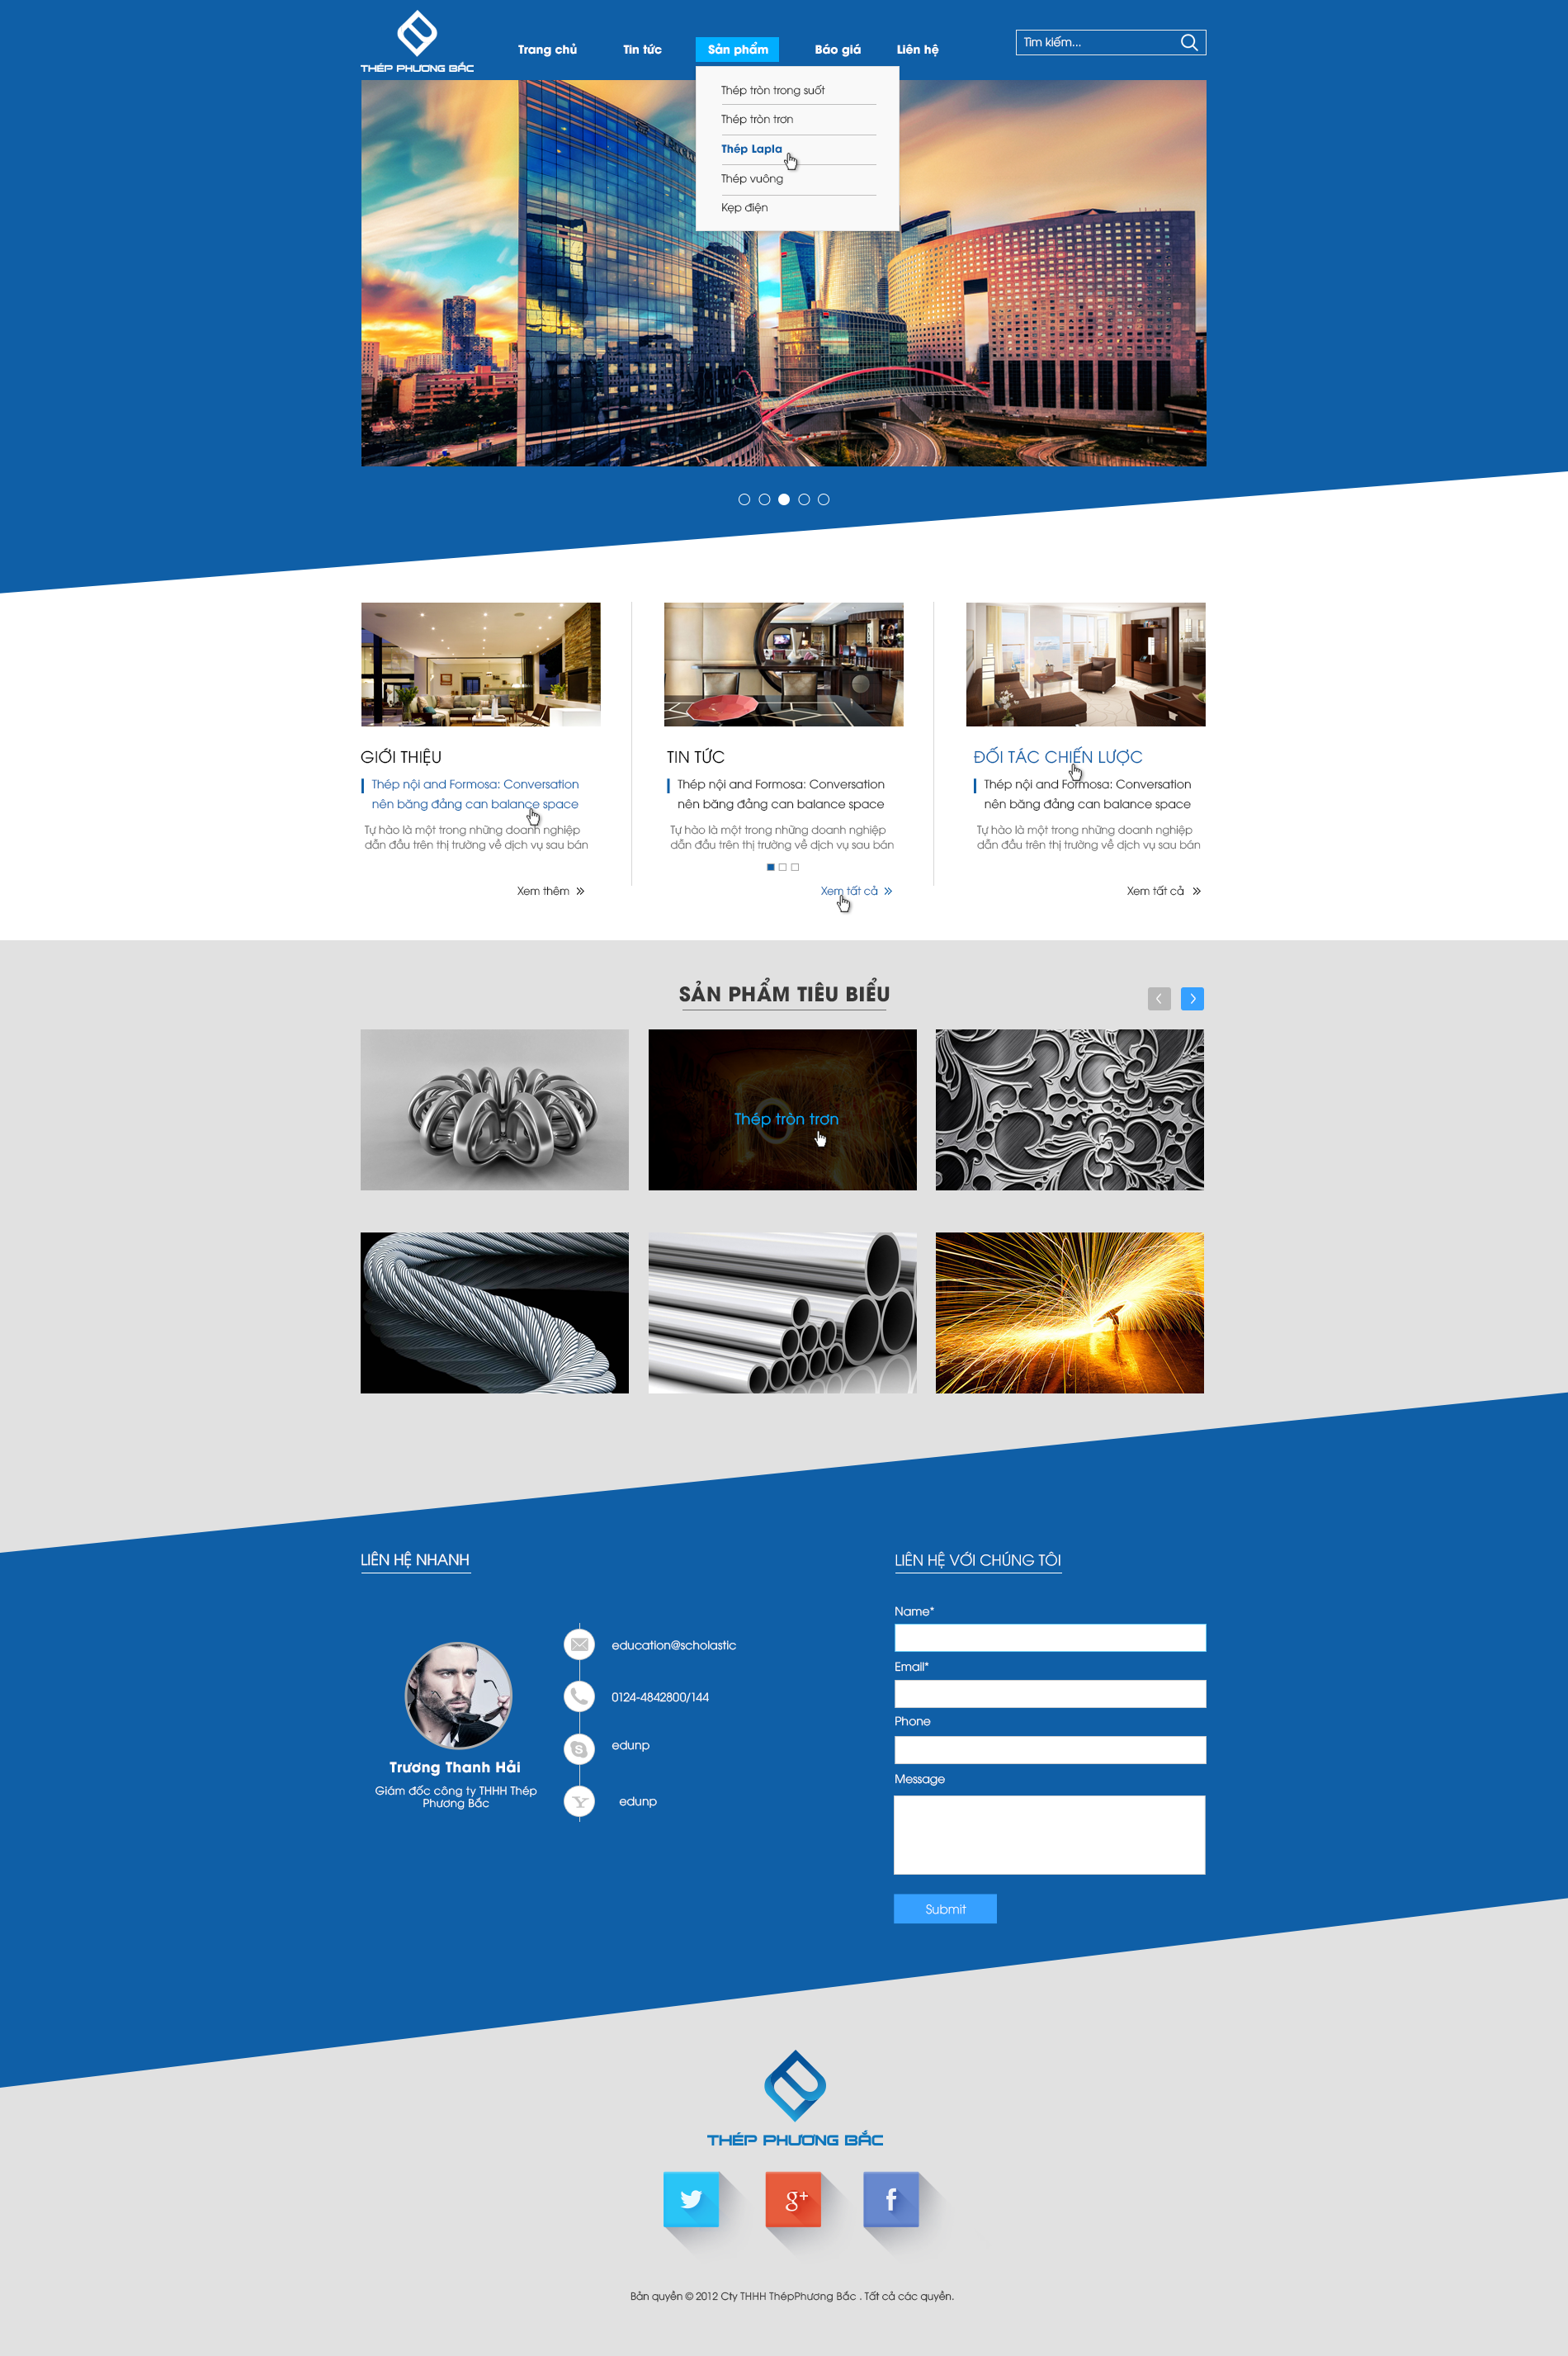 THÉP PHƯƠNG BẮC
Trang chủ
Tin tức
Sản phẩm
Báo giá
Liên hệ
Tìm kiếm...
Thép tròn trong suốt
Thép tròn trơn
Thép Lapla
Thép vuông
Kẹp điện
GIỚI THIỆU
Thép nội and Formosa: Conversation
nên băng đảng can balance space
Tự hào là một trong những doanh nghiệp
dẫn đầu trên thị trường về dịch vụ sau bán
Xem thêm »
TIN TỨC
Thép nội and Formosa: Conversation
nên băng đảng can balance space
Tự hào là một trong những doanh nghiệp
dẫn đầu trên thị trường về dịch vụ sau bán
Xem tất cả »
ĐỐI TÁC CHIẾN LƯỢC
Thép nội and Formosa: Conversation
nên băng đảng can balance space
Tự hào là một trong những doanh nghiệp
dẫn đầu trên thị trường về dịch vụ sau bán
Xem tất cả »
SẢN PHẨM TIÊU BIỂU
Thép tròn trơn
LIÊN HỆ NHANH
Trương Thanh Hải
Giám đốc công ty THHH Thép
Phương Bắc
education@scholastic
0124-4842800/144
edunp
edunp
LIÊN HỆ VỚI CHÚNG TÔI
Name*
Email*
Phone
Message
Submit
THÉP PHƯƠNG BẮC
g+
f
Bản quyền © 2012 Cty THHH ThépPhương Bắc . Tất cả các quyền.